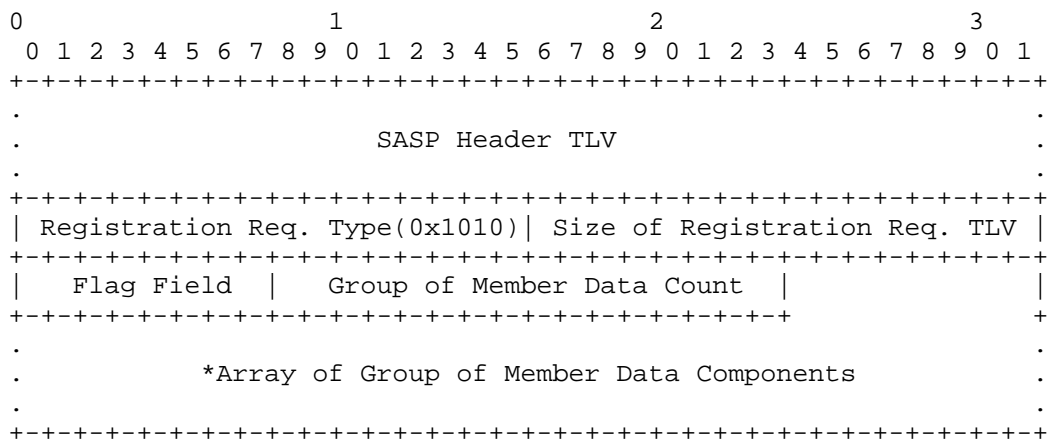 0                   1                   2                   3
 0 1 2 3 4 5 6 7 8 9 0 1 2 3 4 5 6 7 8 9 0 1 2 3 4 5 6 7 8 9 0 1
+-+-+-+-+-+-+-+-+-+-+-+-+-+-+-+-+-+-+-+-+-+-+-+-+-+-+-+-+-+-+-+-+
.                                                               .
.                      SASP Header TLV                          .
.                                                               .
+-+-+-+-+-+-+-+-+-+-+-+-+-+-+-+-+-+-+-+-+-+-+-+-+-+-+-+-+-+-+-+-+
| Registration Req. Type(0x1010)| Size of Registration Req. TLV |
+-+-+-+-+-+-+-+-+-+-+-+-+-+-+-+-+-+-+-+-+-+-+-+-+-+-+-+-+-+-+-+-+
|   Flag Field  |   Group of Member Data Count  |               |
+-+-+-+-+-+-+-+-+-+-+-+-+-+-+-+-+-+-+-+-+-+-+-+-+               +
.                                                               .
.           *Array of Group of Member Data Components           .
.                                                               .
+-+-+-+-+-+-+-+-+-+-+-+-+-+-+-+-+-+-+-+-+-+-+-+-+-+-+-+-+-+-+-+-+